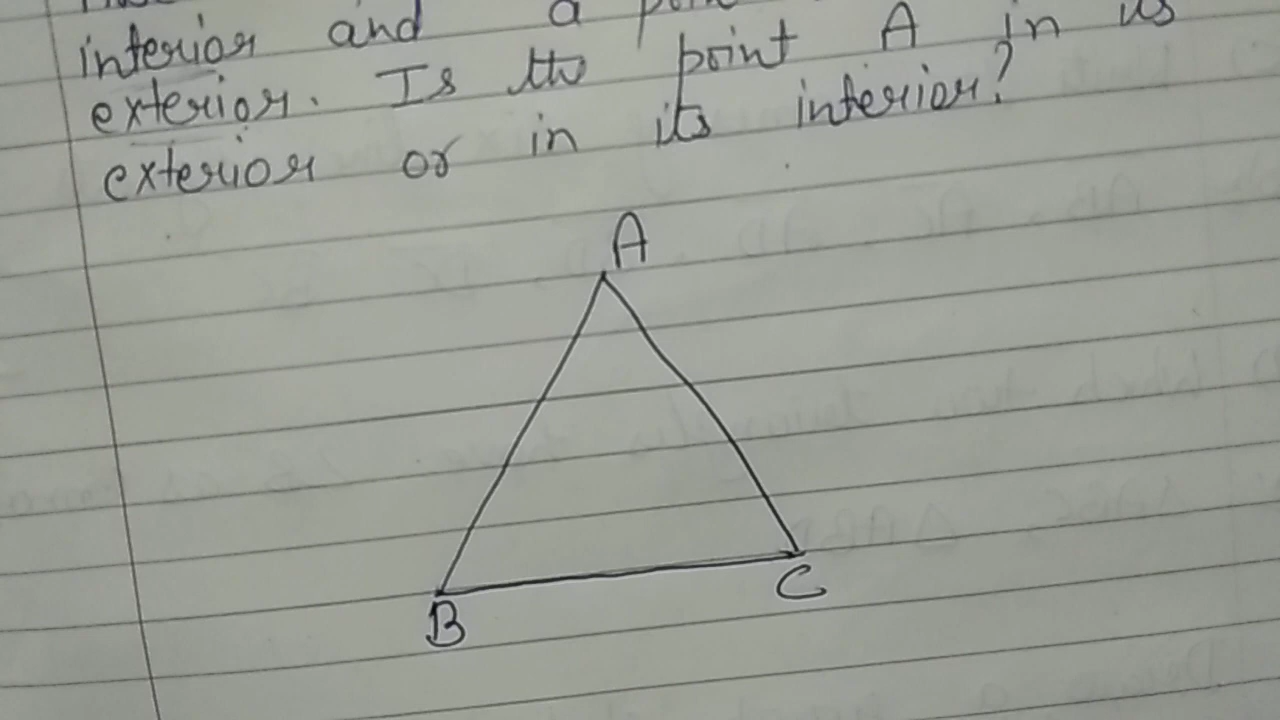 interior and a
exterior. Is the point A in its
exterior or in its interior?
A
B
C